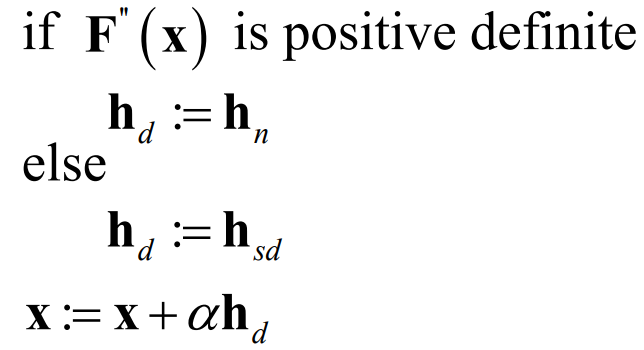 if F"(x) is positive definite
h_d := h_n
else
h_d := h_sd
x := x + αh_d